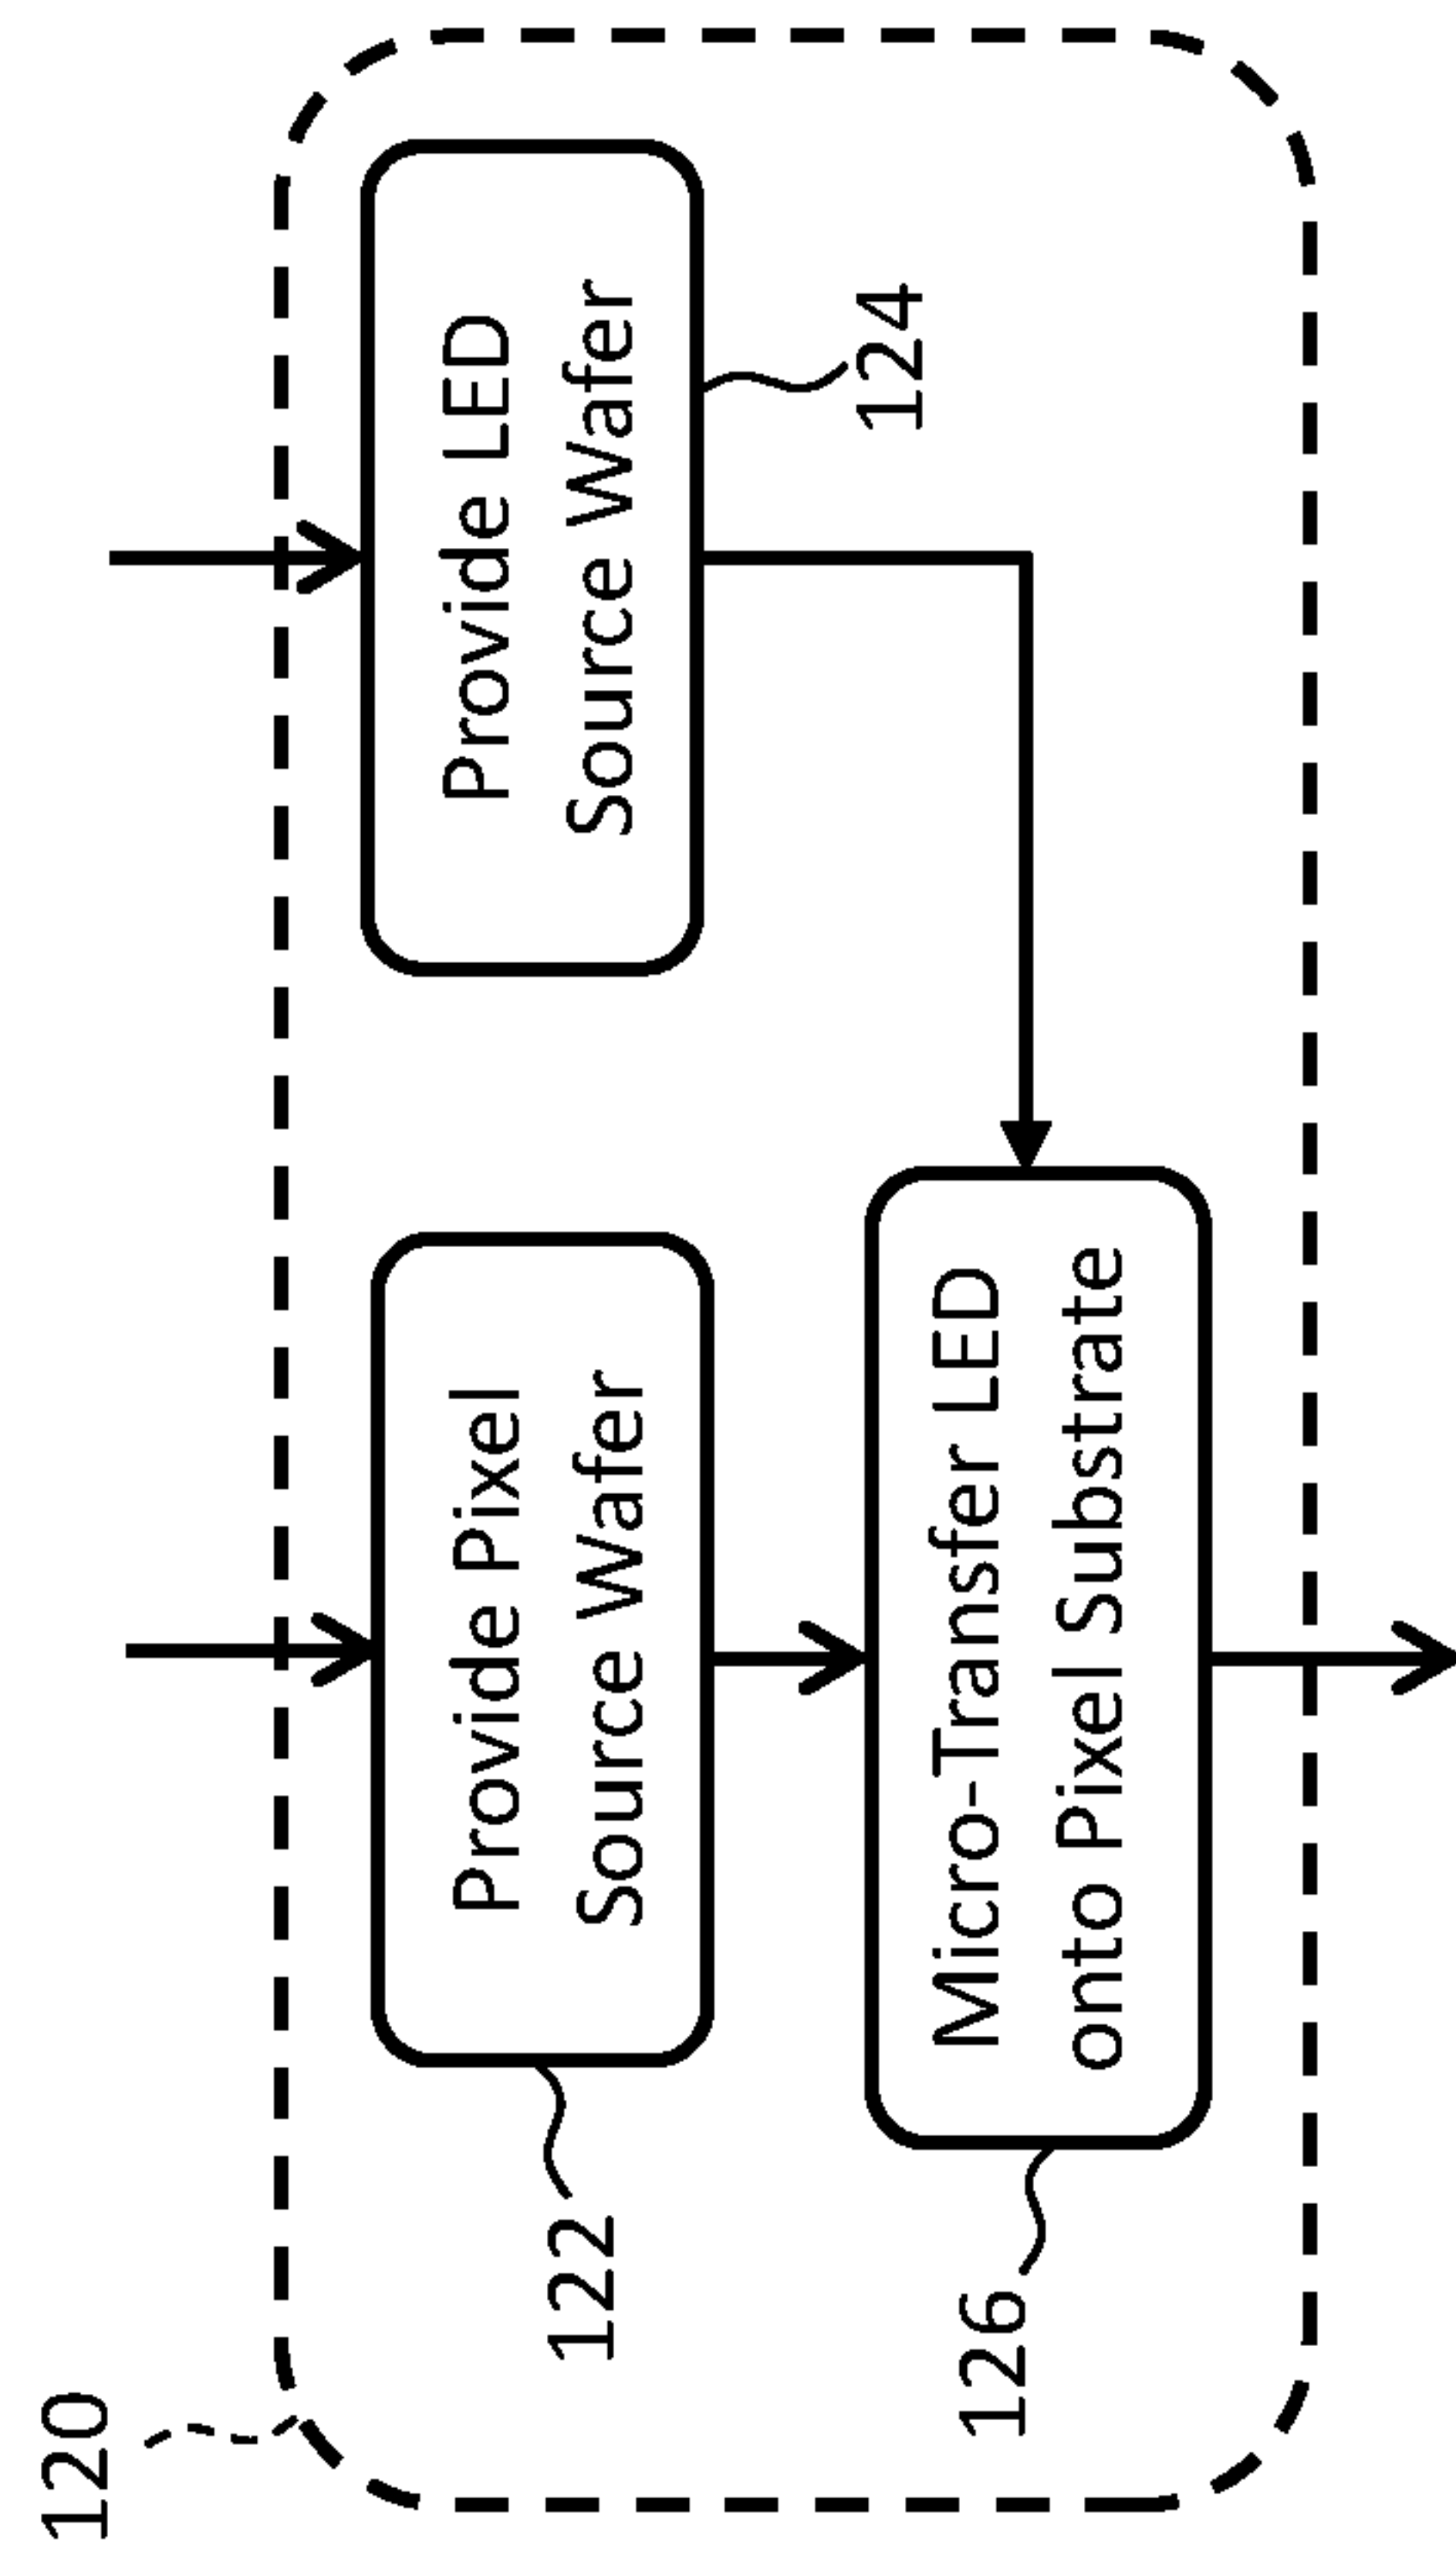 120
Provide Pixel
Source Wafer
122
Provide LED
Source Wafer
124
Micro-Transfer LED
onto Pixel Substrate
126